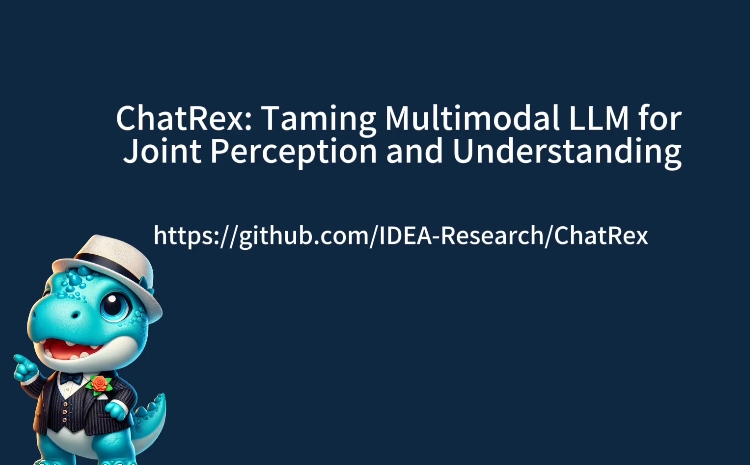 ChatRex: Taming Multimodal LLM for
Joint Perception and Understanding
https://github.com/IDEA-Research/ChatRex